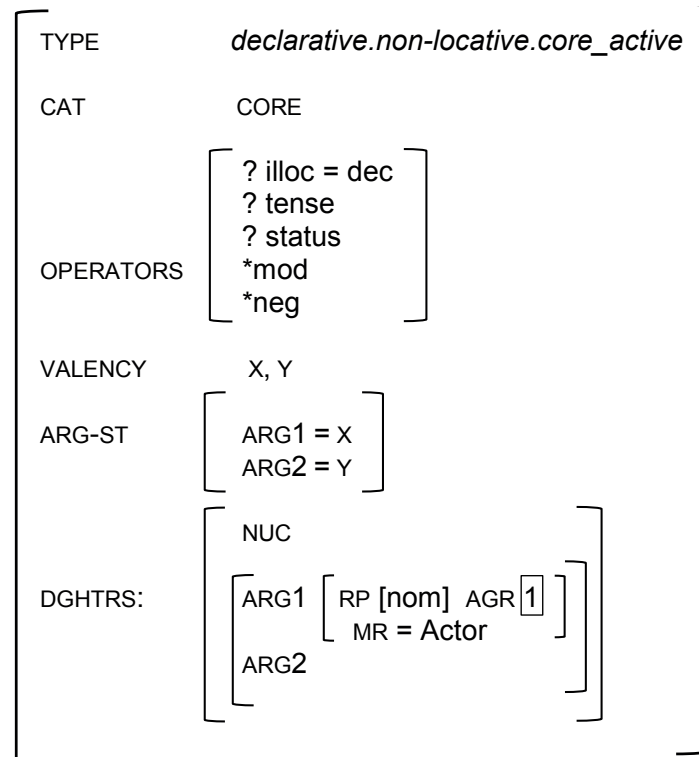 TYPE declarative.non-locative.core_active
CAT CORE
? illoc = dec
? tense
? status
OPERATORS *mod
*neg
VALENCY X, Y
ARG-ST ARG1 = X
ARG2 = Y
NUC
DGHTRS: ARG1 RP [nom] AGR 1
MR = Actor
ARG2